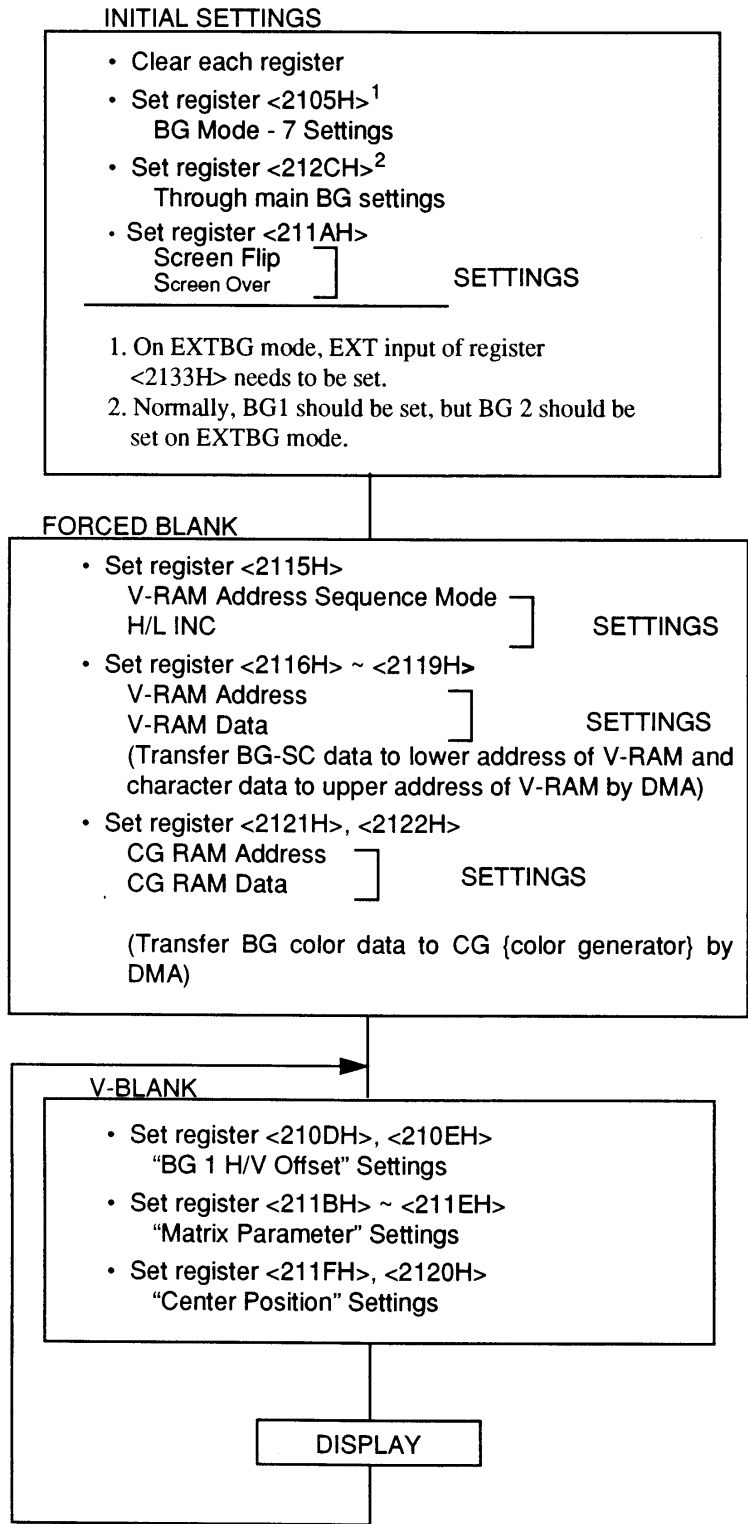 INITIAL SETTINGS
• Clear each register
• Set register <2105H>1
BG Mode - 7 Settings
• Set register <212CH>2
Through main BG settings
• Set register <211AH>
Screen Flip
Screen Over
SETTINGS
1. On EXTBG mode, EXT input of register
<2133H> needs to be set.
2. Normally, BG1 should be set, but BG 2 should be
set on EXTBG mode.
FORCED BLANK
• Set register <2115H>
V-RAM Address Sequence Mode
H/L INC
SETTINGS
• Set register <2116H> ~ <2119H>
V-RAM Address
V-RAM Data
SETTINGS
(Transfer BG-SC data to lower address of V-RAM and
character data to upper address of V-RAM by DMA)
• Set register <2121H>, <2122H>
CG RAM Address
CG RAM Data
SETTINGS
(Transfer BG color data to CG {color generator} by
DMA)
V-BLANK
• Set register <210DH>, <210EH>
“BG 1 H/V Offset” Settings
• Set register <211BH> ~ <211EH>
“Matrix Parameter” Settings
• Set register <211FH>, <2120H>
“Center Position” Settings
DISPLAY